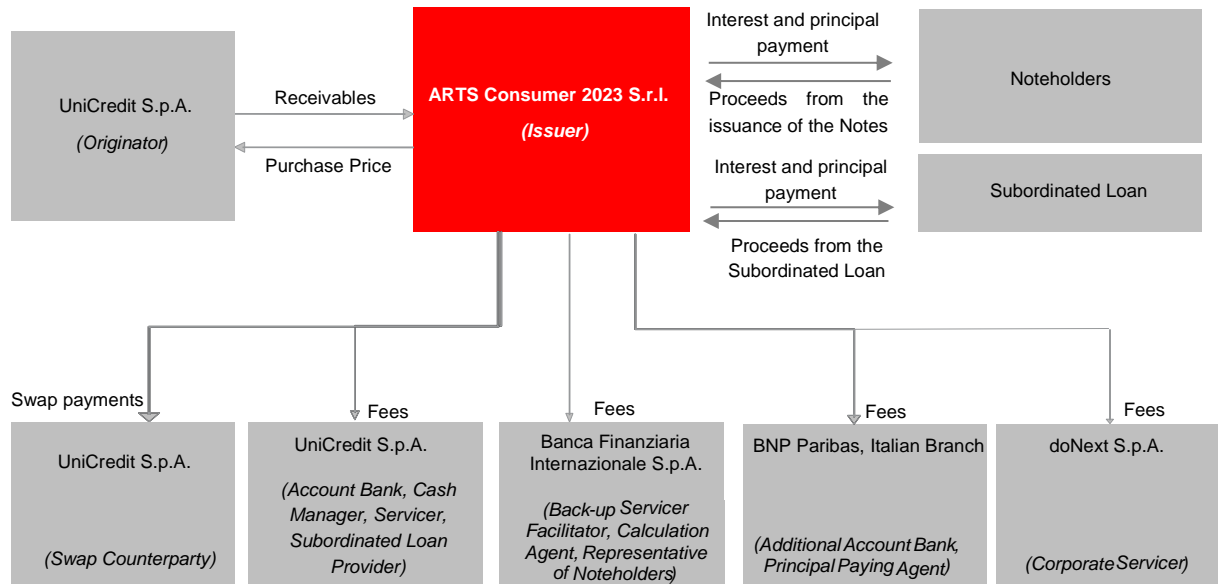 UniCredit S.p.A.
(Originator)
Receivables
Purchase Price
ARTS Consumer 2023 S.r.l.
(Issuer)
Interest and principal
payment
Proceeds from the
issuance of the Notes
Noteholders
Interest and principal
payment
Proceeds from the
Subordinated Loan
Subordinated Loan
Swap payments
UniCredit S.p.A.
(Swap Counterparty)
Fees
UniCredit S.p.A.
(Account Bank, Cash
Manager, Servicer,
Subordinated Loan
Provider)
Fees
Banca Finanziaria
Internazionale S.p.A.
(Back-up Servicer
Facilitator, Calculation
Agent, Representative
of Noteholders)
Fees
BNP Paribas, Italian Branch
(Additional Account Bank,
Principal Paying Agent)
Fees
doNext S.p.A.
(Corporate Servicer)